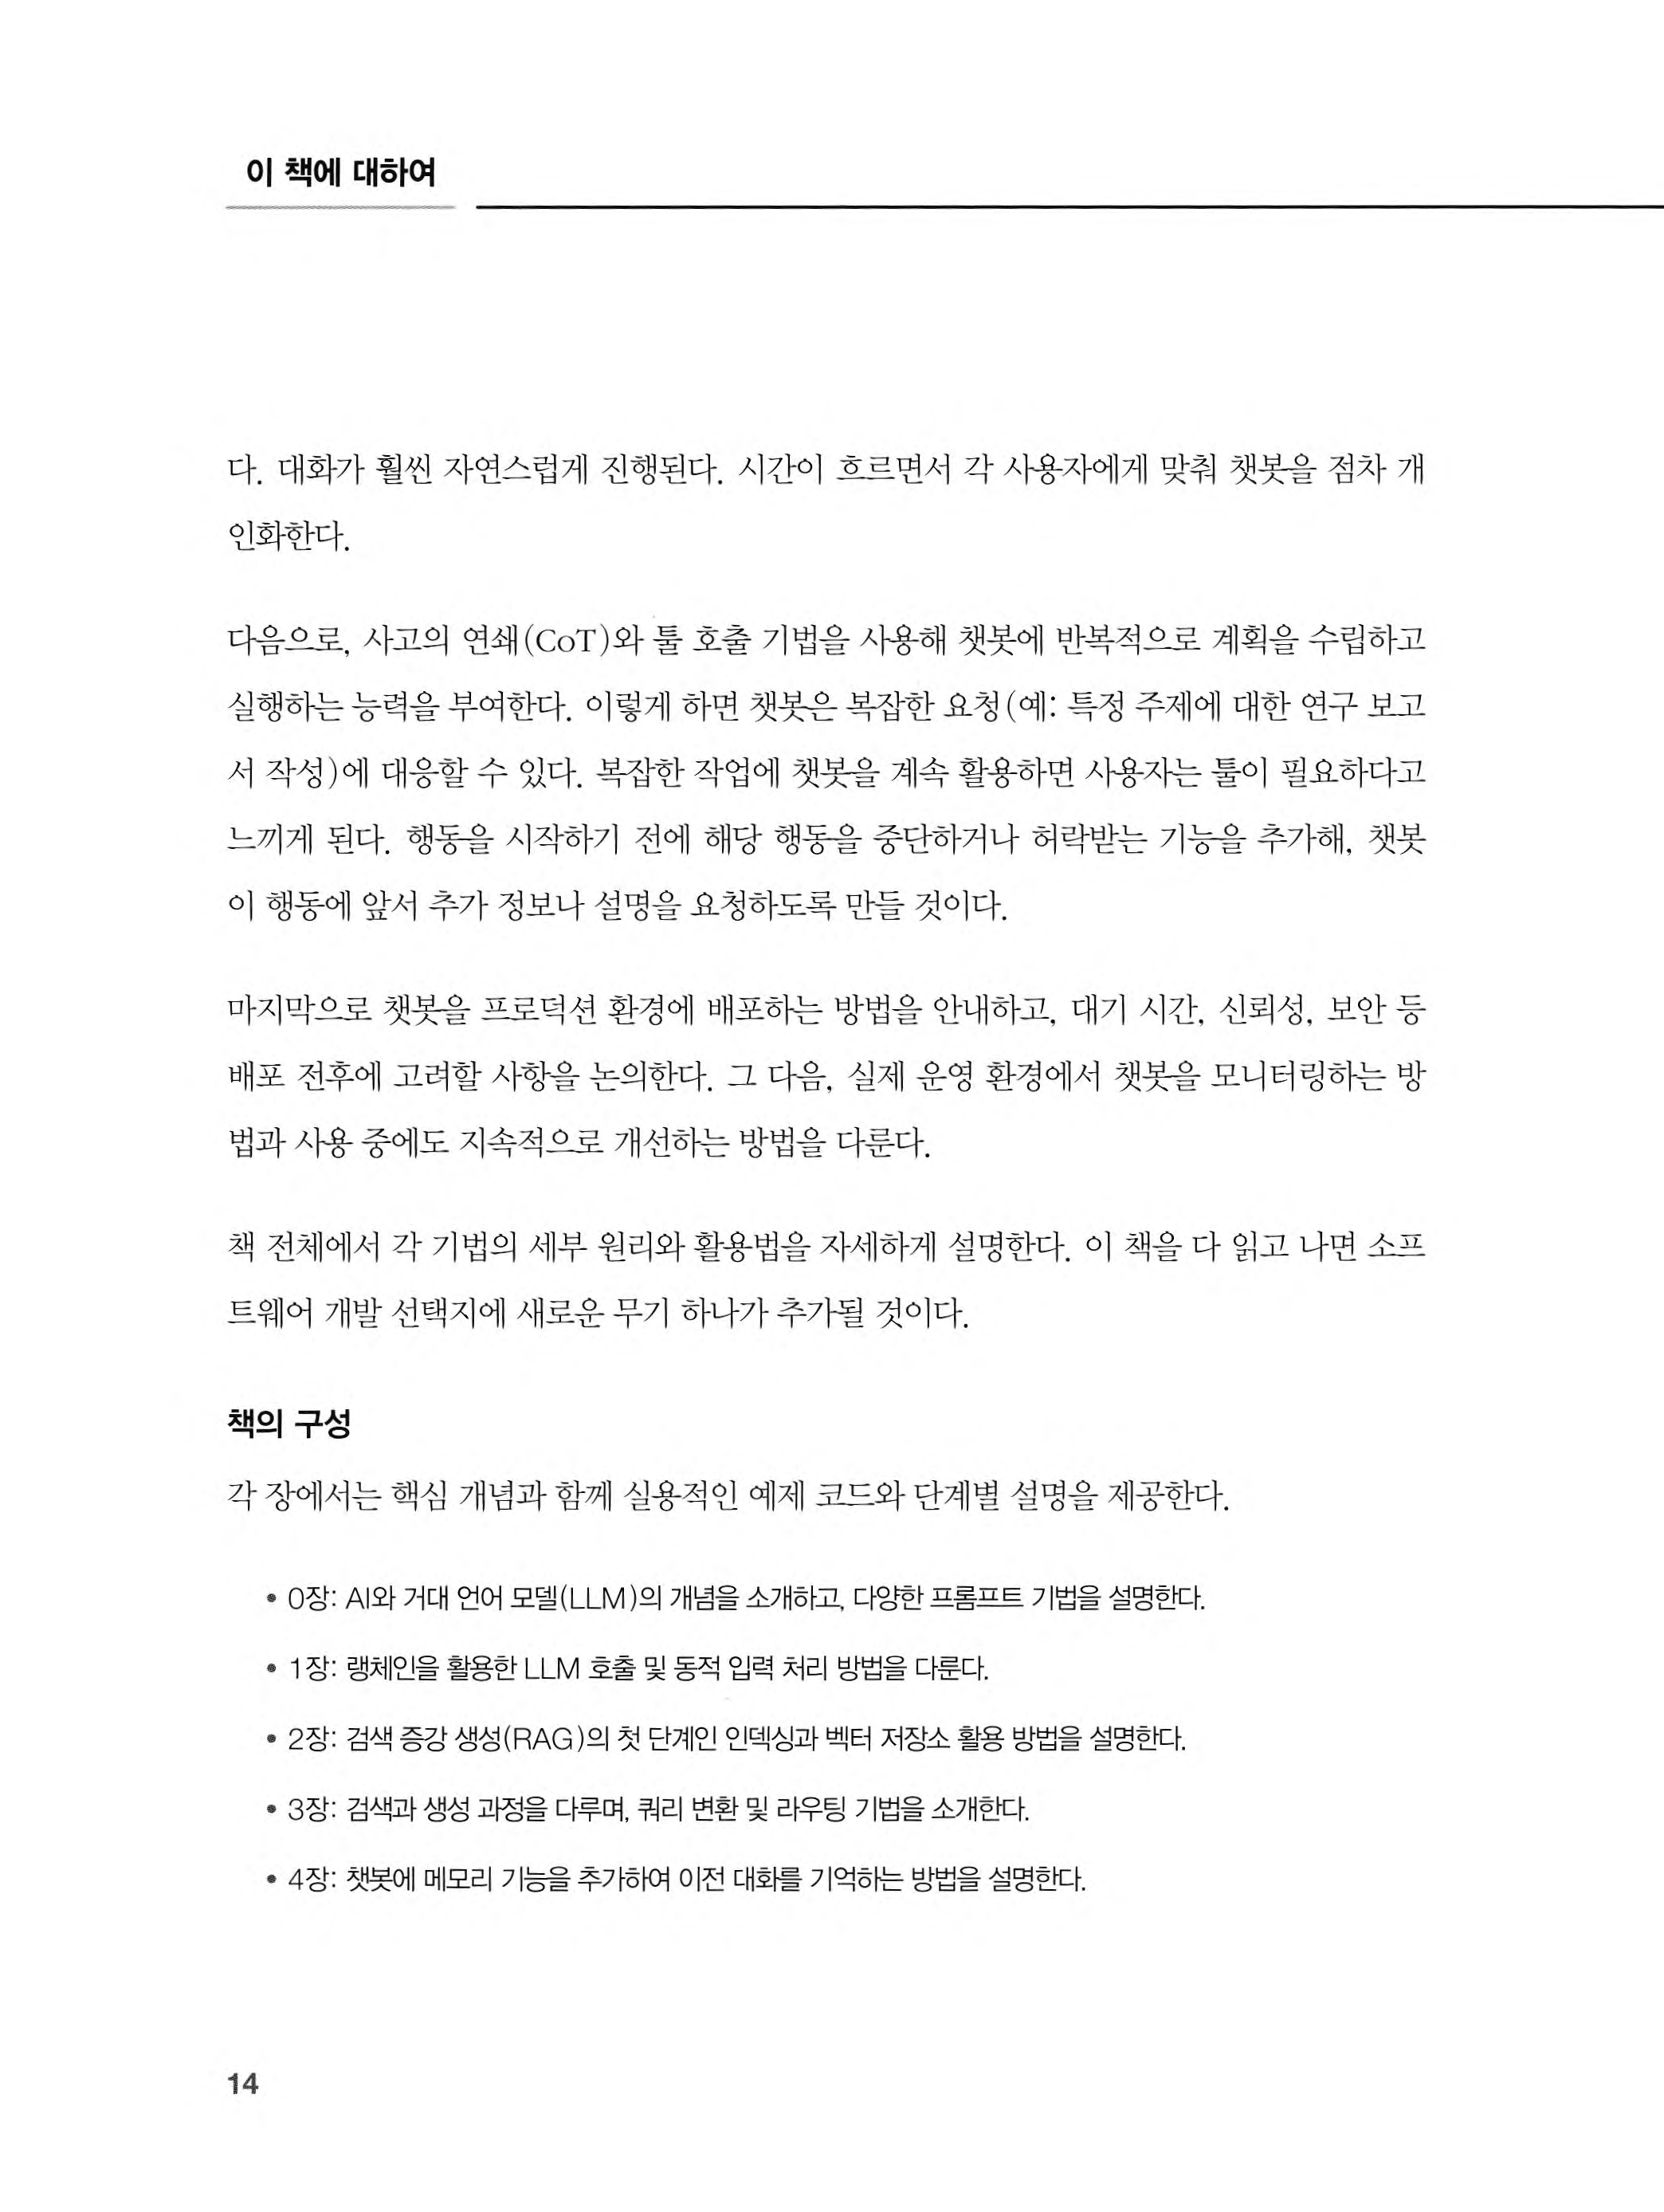 이 책에 대하여
다. 대화가 훨씬 자연스럽게 진행된다. 시간이 흐르면서 각 사용자에게 맞춰 챗봇을 점차 개
인화한다.
다음으로, 사고의 연쇄(CoT)와 툴 호출 기법을 사용해 챗봇에 반복적으로 계획을 수립하고
실행하는 능력을 부여한다. 이렇게 하면 챗봇은 복잡한 요청(예: 특정 주제에 대한 연구 보고
서 작성)에 대응할 수 있다. 복잡한 작업에 챗봇을 계속 활용하면 사용자는 툴이 필요하다고
느끼게 된다. 행동을 시작하기 전에 해당 행동을 중단하거나 허락받는 기능을 추가해, 챗봇
이 행동에 앞서 추가 정보나 설명을 요청하도록 만들 것이다.
마지막으로 챗봇을 프로덕션 환경에 배포하는 방법을 안내하고, 대기 시간, 신뢰성, 보안 등
배포 전후에 고려할 사항을 논의한다. 그 다음, 실제 운영 환경에서 챗봇을 모니터링하는 방
법과 사용 중에도 지속적으로 개선하는 방법을 다룬다.
책 전체에서 각 기법의 세부 원리와 활용법을 자세하게 설명한다. 이 책을 다 읽고 나면 소프
트웨어 개발 선택지에 새로운 무기 하나가 추가될 것이다.
책의 구성
각 장에서는 핵심 개념과 함께 실용적인 예제 코드와 단계별 설명을 제공한다.
• 0장: AI와 거대 언어 모델(LLM)의 개념을 소개하고, 다양한 프롬프트 기법을 설명한다.
• 1장: 랭체인을 활용한 LLM 호출 및 동적 입력 처리 방법을 다룬다.
• 2장: 검색 증강 생성(RAG)의 첫 단계인 인덱싱과 벡터 저장소 활용 방법을 설명한다.
• 3장: 검색과 생성 과정을 다루며, 쿼리 변환 및 라우팅 기법을 소개한다.
• 4장: 챗봇에 메모리 기능을 추가하여 이전 대화를 기억하는 방법을 설명한다.
14